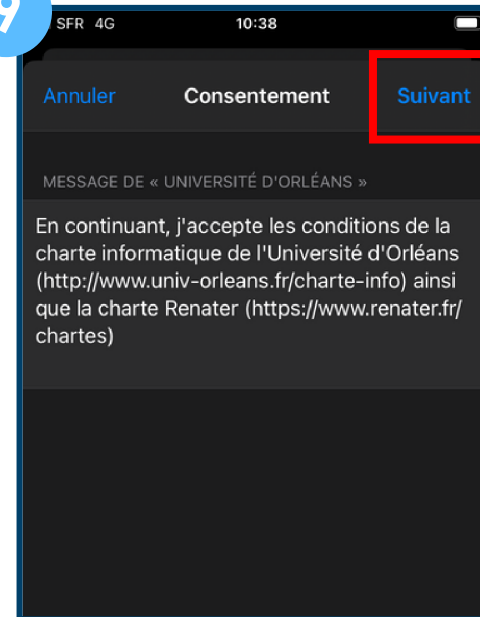 9
SFR 4G 10:38
Annuler Consentement Suivant
MESSAGE DE « UNIVERSITÉ D'ORLÉANS »
En continuant, j'accepte les conditions de la
charte informatique de l'Université d'Orléans
(http://www.univ-orleans.fr/charte-info) ainsi
que la charte Renater (https://www.renater.fr/
chartes)